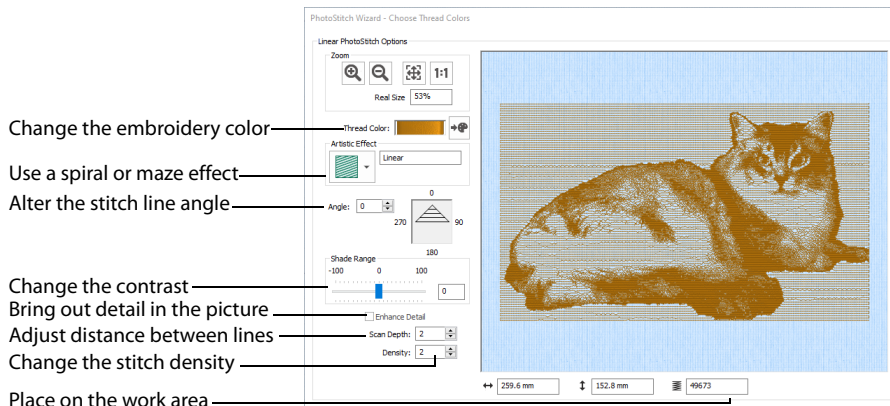 PhotoStitch Wizard - Choose Thread Colors
Linear PhotoStitch Options
Zoom
1:1
Real Size 53%
Change the embroidery color
Thread Color:
Artistic Effect
Linear
Use a spiral or maze effect
Alter the stitch line angle
Angle: 0
0
270
90
180
Shade Range
-100 0 100
0
Change the contrast
Bring out detail in the picture
Enhance Detail
Adjust distance between lines
Scan Depth: 2
Change the stitch density
Density: 2
259.6 mm 152.8 mm 49673
Place on the work area